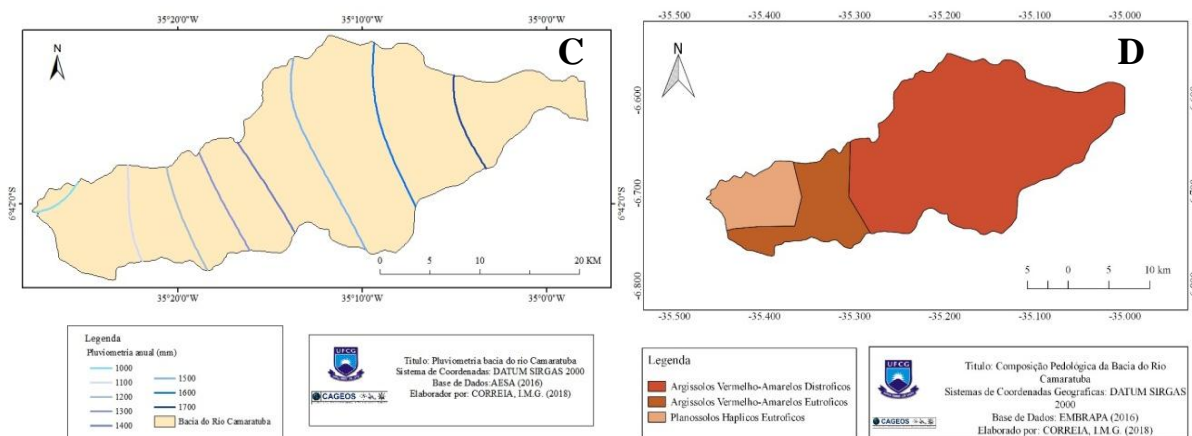 35°20'0"W
35°10'0"W
35°0'0"W
N
C
6°42'0"S
6°42'0"S
0 5 10 20 KM
35°20'0"W
35°10'0"W
35°0'0"W
Legenda
Pluviometria anual (mm)
1000
1100
1200
1300
1400
1500
1600
1700
Bacia do Rio Camaratuba
UFCG
CAGEOS
Titulo: Pluviometria bacia do rio Camaratuba
Sistema de Coordenadas: DATUM SIRGAS 2000
Base de Dados:AESA (2016)
Elaborador por: CORREIA, I.M.G. (2018)
-35.500 -35.400 -35.300 -35.200 -35.100 -35.000
N
D
-6.600
-6.700
-6.800
5 0 5 10 km
-35.500 -35.400 -35.300 -35.200 -35.100 -35.000
Legenda
Argissolos Vermelho-Amarelos Distroficos
Argissolos Vermelho-Amarelos Eutroficos
Planossolos Haplicos Eutroficos
UFCG
CAGEOS
Titulo: Composição Pedológica da Bacia do Rio
Camaratuba
Sistemas de Coordenadas Geograficas: DATUM SIRGAS
2000
Base de Dados: EMBRAPA (2016)
Elaborado por: CORREIA, I.M.G. (2018)